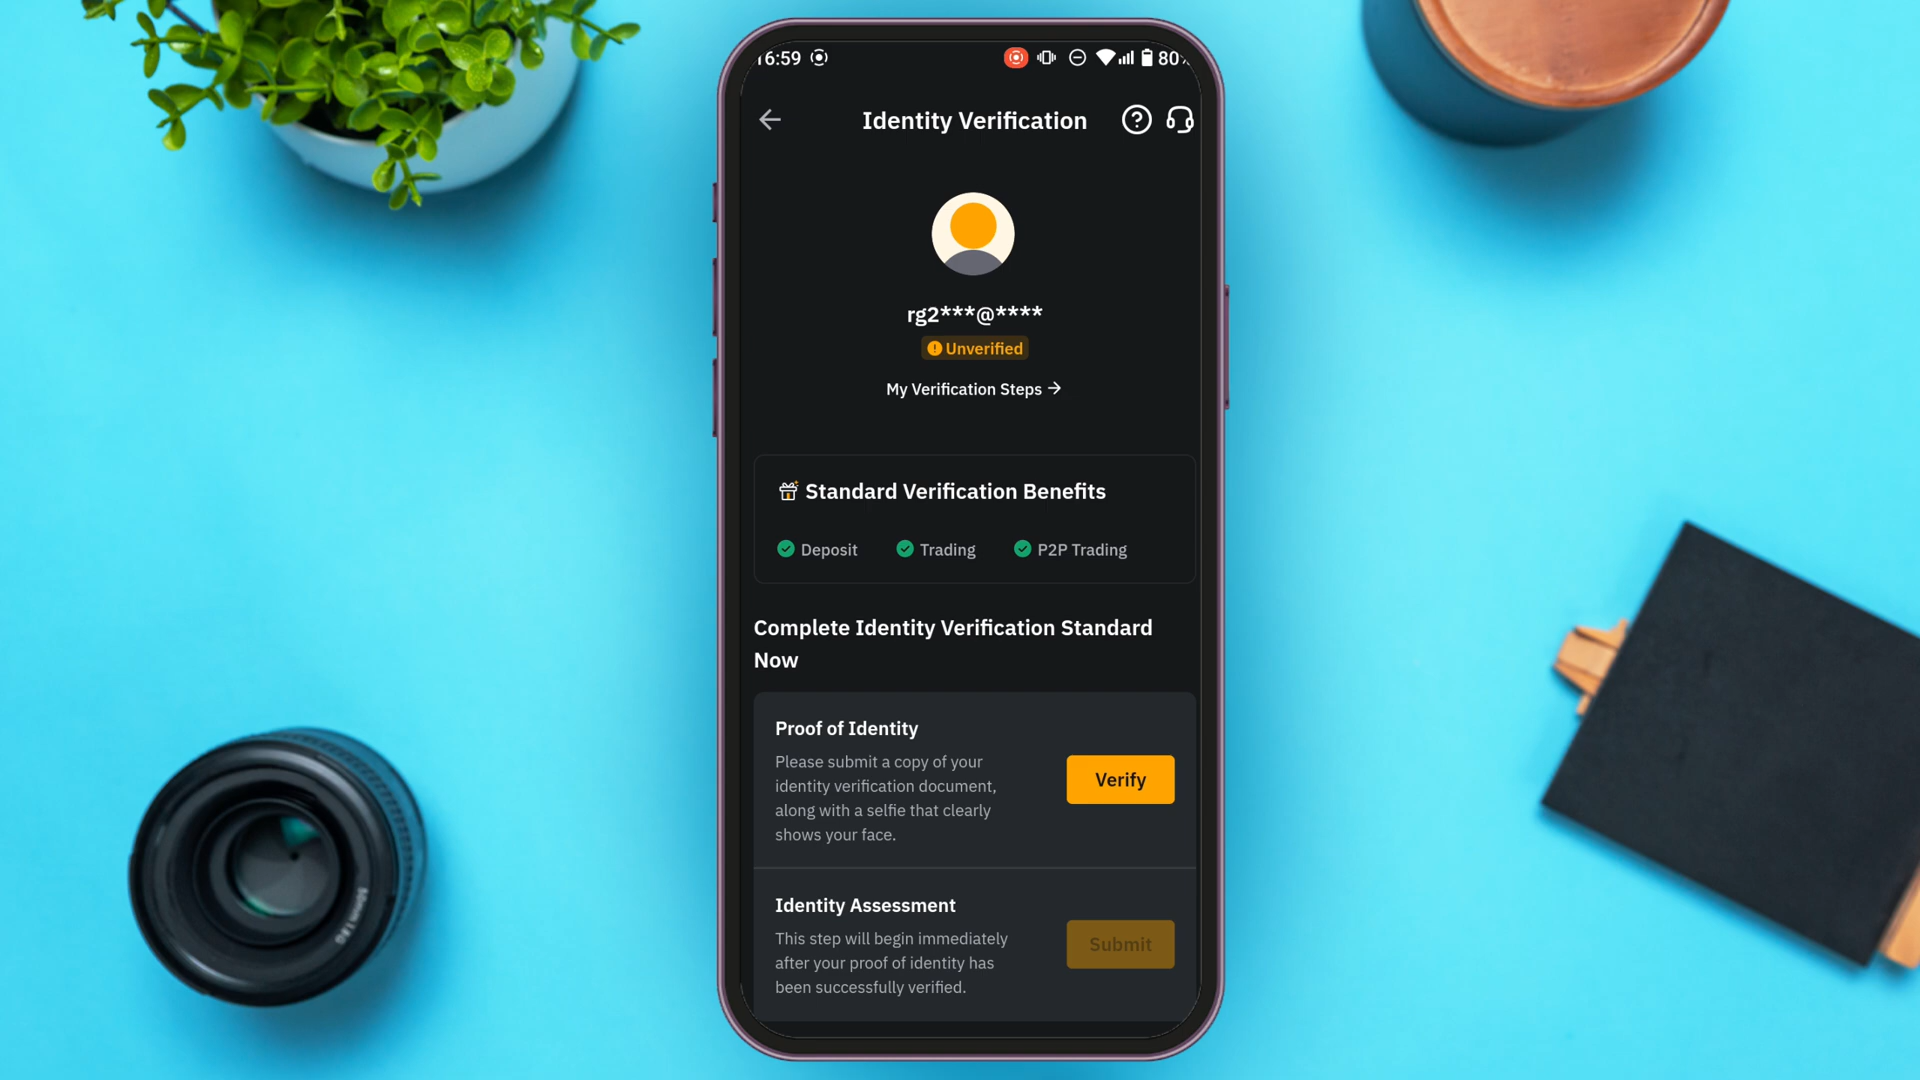 16:59
80
Identity Verification
rg2***@****
Unverified
My Verification Steps →
Standard Verification Benefits
Deposit Trading P2P Trading
Complete Identity Verification Standard
Now
Proof of Identity
Please submit a copy of your
identity verification document,
along with a selfie that clearly
shows your face.
Verify
Identity Assessment
This step will begin immediately
after your proof of identity has
been successfully verified.
Submit